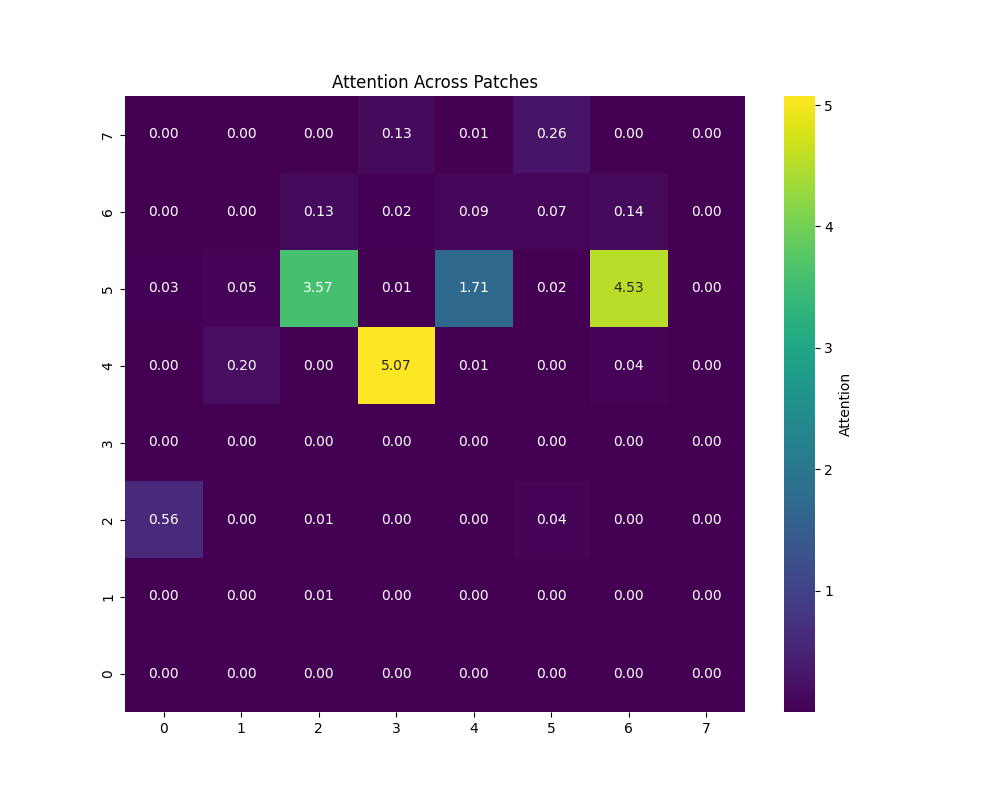 Attention Across Patches
7 0.00 0.00 0.00 0.13 0.01 0.26 0.00 0.00
6 0.00 0.00 0.13 0.02 0.09 0.07 0.14 0.00
5 0.03 0.05 3.57 0.01 1.71 0.02 4.53 0.00
4 0.00 0.20 0.00 5.07 0.01 0.00 0.04 0.00
3 0.00 0.00 0.00 0.00 0.00 0.00 0.00 0.00
2 0.56 0.00 0.01 0.00 0.00 0.04 0.00 0.00
1 0.00 0.00 0.01 0.00 0.00 0.00 0.00 0.00
0 0.00 0.00 0.00 0.00 0.00 0.00 0.00 0.00
0 1 2 3 4 5 6 7
5
4
3
2
1
Attention